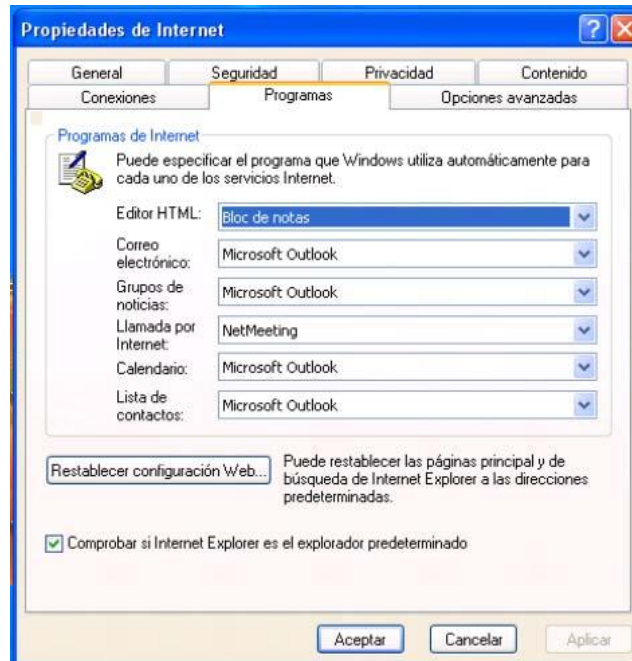 Propiedades de Internet
General Seguridad Privacidad Contenido
Conexiones Programas Opciones avanzadas
Programas de Internet
Puede especificar el programa que Windows utiliza automáticamente para
cada uno de los servicios Internet.
Editor HTML: Bloc de notas
Correo
electrónico: Microsoft Outlook
Grupos de
noticias: Microsoft Outlook
Llamada por
Internet: NetMeeting
Calendario: Microsoft Outlook
Lista de
contactos: Microsoft Outlook
Restablecer configuración Web...
Puede restablecer las páginas principal y de
búsqueda de Internet Explorer a las direcciones
predeterminadas.
Comprobar si Internet Explorer es el explorador predeterminado
Aceptar Cancelar Aplicar